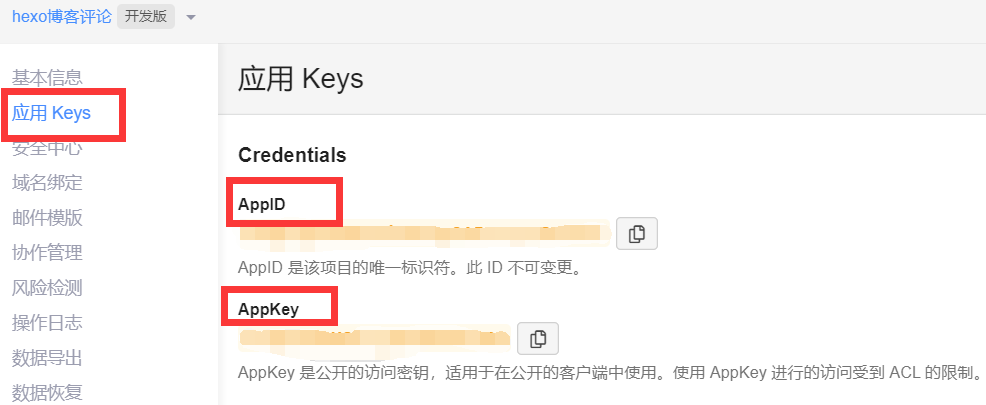 hexo博客评论 开发版
基本信息
应用 Keys
安全中心
域名绑定
邮件模版
协作管理
风险检测
操作日志
数据导出
数据恢复
应用 Keys
Credentials
AppID
AppID 是该项目的唯一标识符。此 ID 不可变更。
AppKey
AppKey 是公开的访问密钥，适用于在公开的客户端中使用。使用 AppKey 进行的访问受到 ACL 的限制。